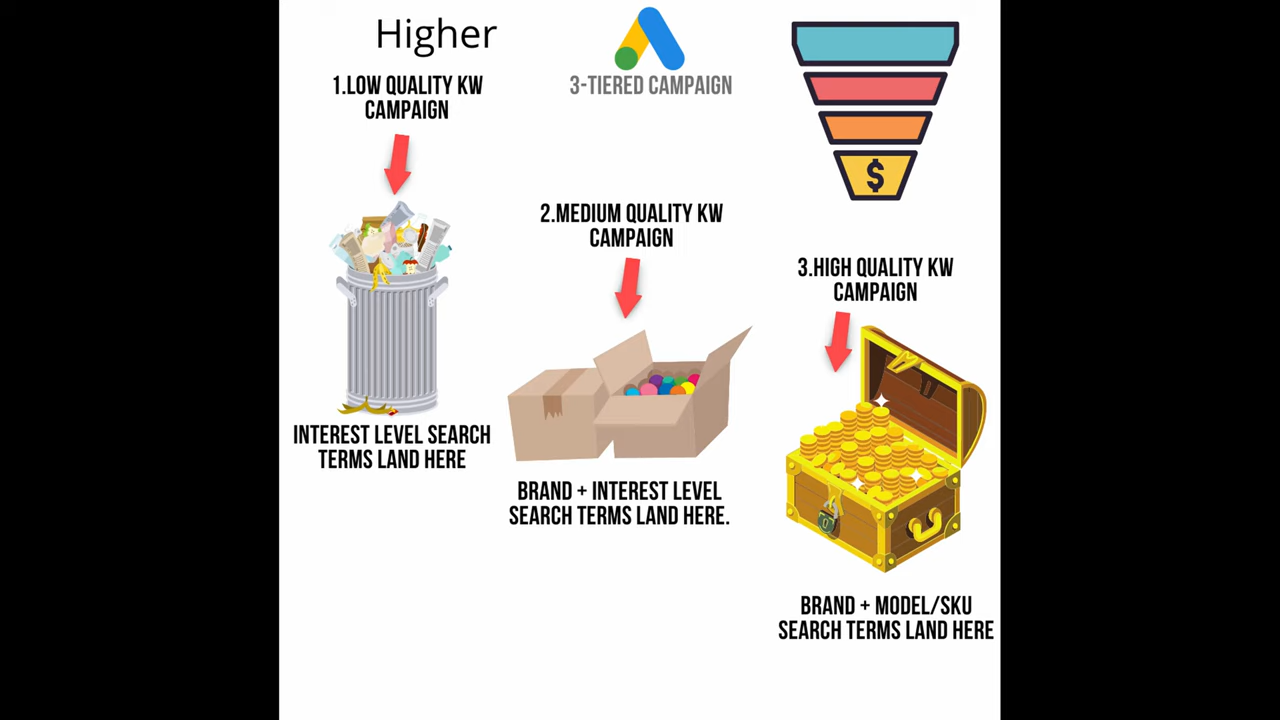 Higher
1.LOW QUALITY KW
CAMPAIGN
3-TIERED CAMPAIGN
$
2.MEDIUM QUALITY KW
CAMPAIGN
3.HIGH QUALITY KW
CAMPAIGN
INTEREST LEVEL SEARCH
TERMS LAND HERE
BRAND + INTEREST LEVEL
SEARCH TERMS LAND HERE.
BRAND + MODEL/SKU
SEARCH TERMS LAND HERE